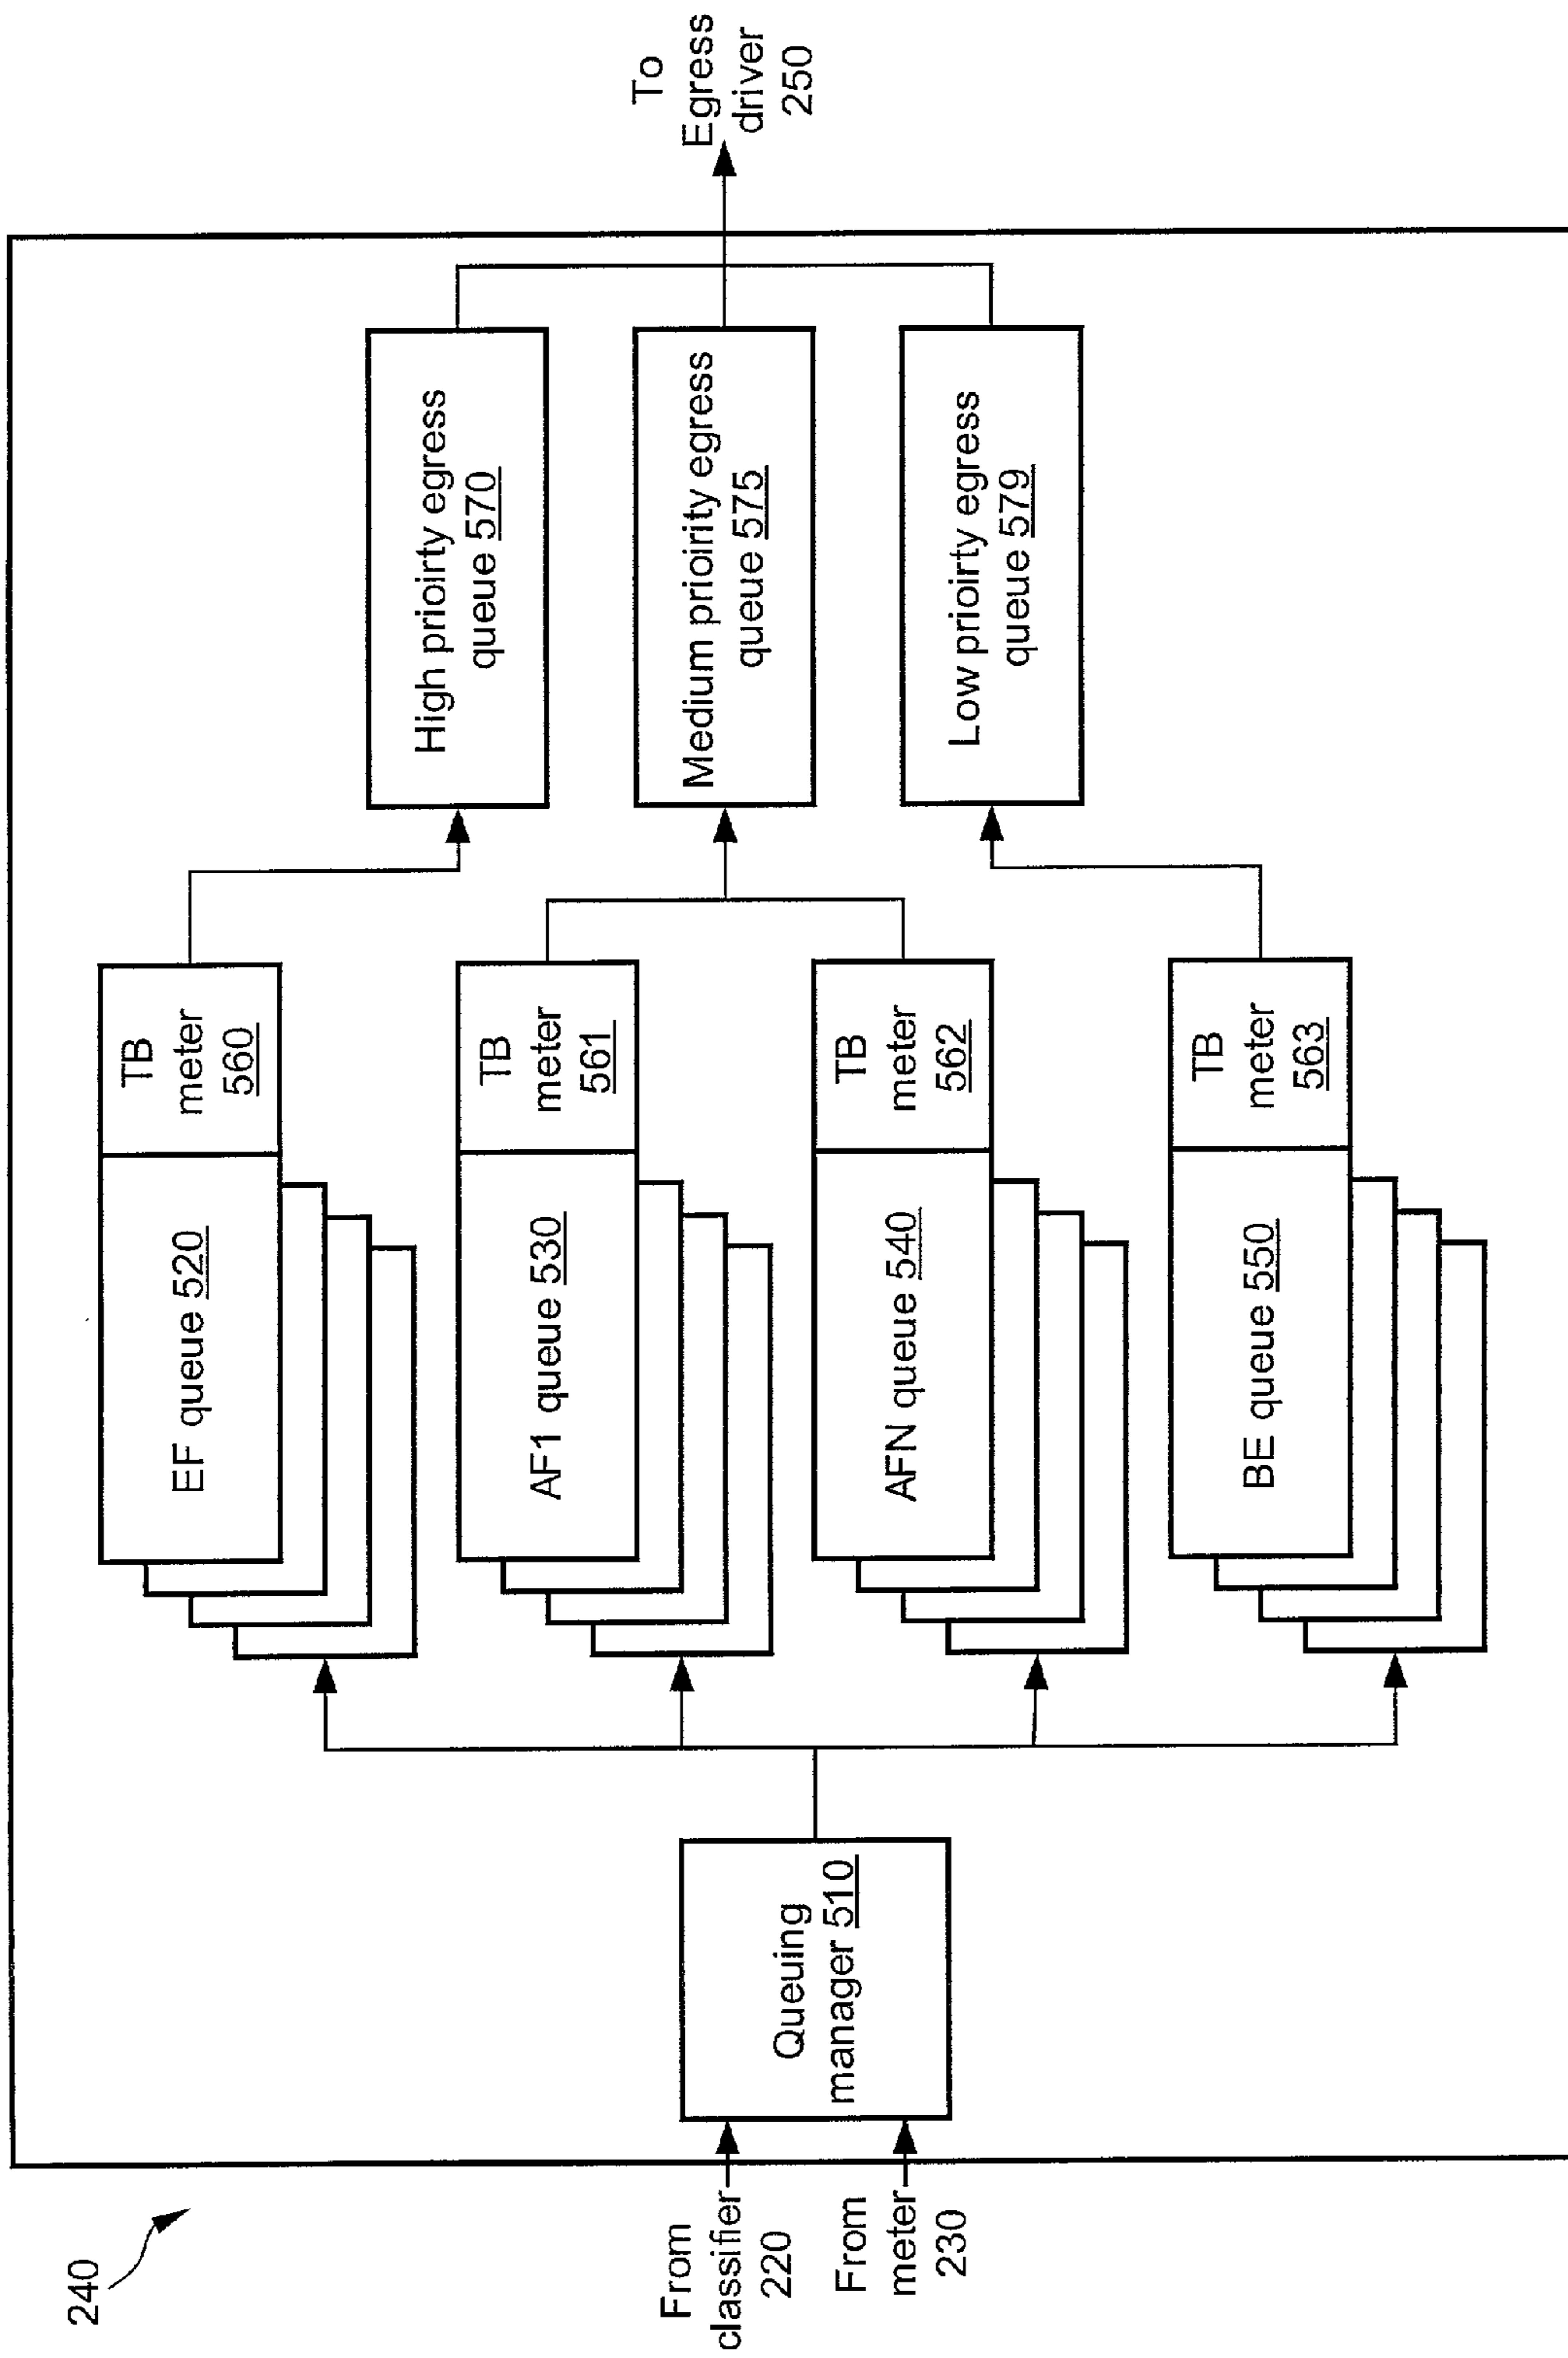 240
From
classifier
220
From
meter
230
Queuing
manager 510
EF queue 520
TB
meter
560
AF1 queue 530
TB
meter
561
AFN queue 540
TB
meter
562
BE queue 550
TB
meter
563
High prioirty egress
queue 570
Medium prioirity egress
queue 575
Low prioirty egress
queue 579
To
Egress
driver
250